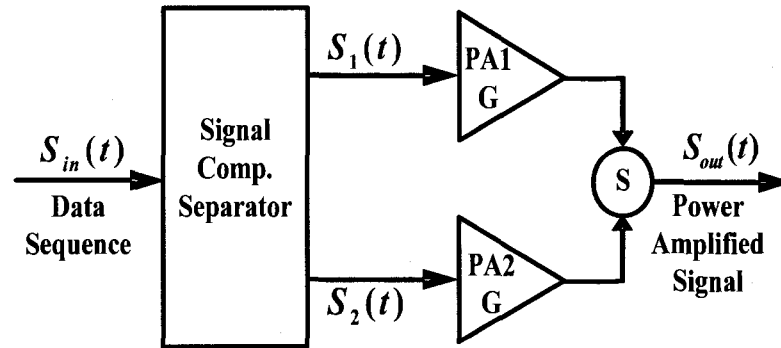 S_in(t)
Data
Sequence
Signal
Comp.
Separator
S_1(t)
S_2(t)
PA1
G
PA2
G
S
S_out(t)
Power
Amplified
Signal